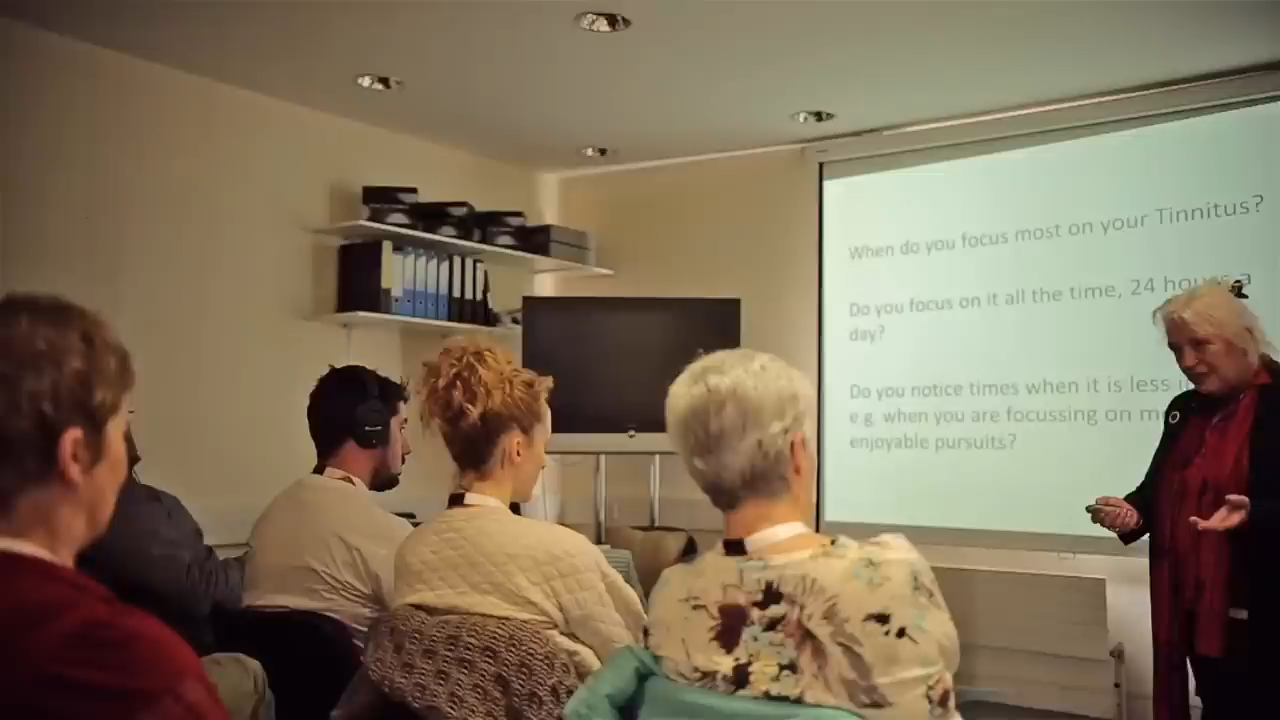 When do you focus most on your Tinnitus?
Do you focus on it all the time, 24 hours a
day?
Do you notice times when it is less
e.g. when you are focussing on
enjoyable pursuits?